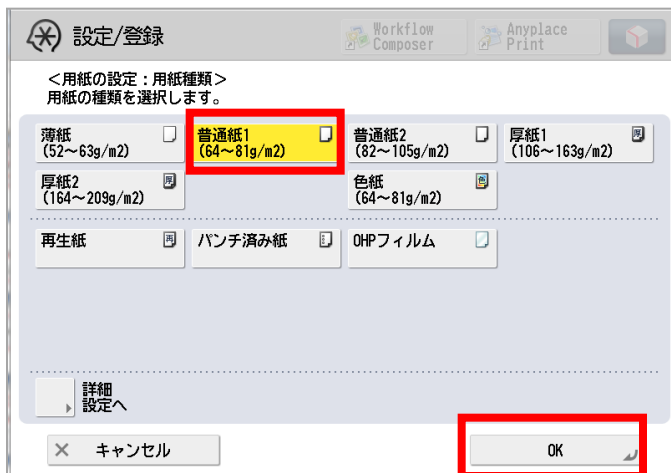 設定/登録
Workflow
Composer
Anyplace
Print
＜用紙の設定：用紙種類＞
用紙の種類を選択します。
薄紙
(52～63g/m2)
普通紙1
(64～81g/m2)
普通紙2
(82～105g/m2)
厚紙1
(106～163g/m2)
厚
厚紙2
(164～209g/m2)
厚
色紙
(64～81g/m2)
色
再生紙
再
パンチ済み紙
OHPフィルム
詳細
設定へ
× キャンセル
OK